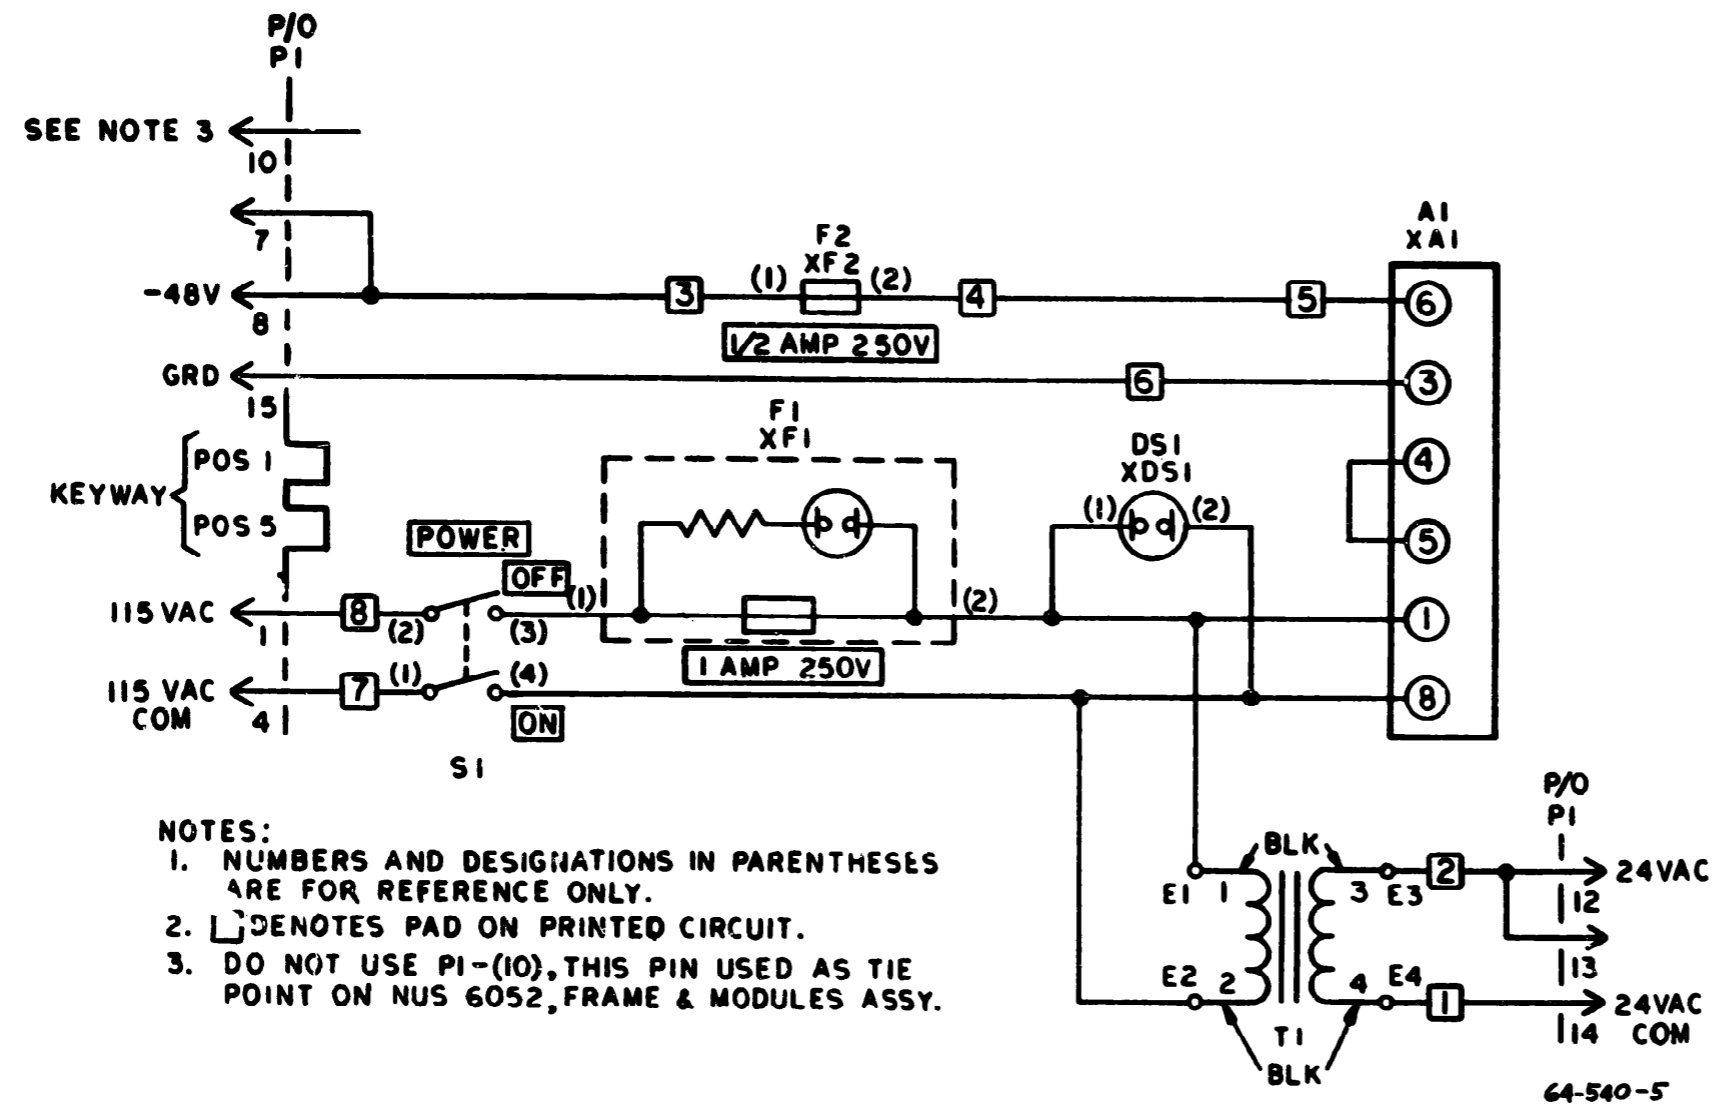 P/O
P1
SEE NOTE 3
10
7
-48V
8
GRD
15
KEYWAY
POS 1
POS 5
115 VAC
1
115 VAC
COM
4
3
(1)
F2
XF2
(2)
1/2 AMP 250V
4
5
6
A1
XA1
6
3
4
5
1
8
POWER
OFF
8
(2)
(3)
7
(1)
(4)
ON
S1
F1
XF1
(1)
(2)
1 AMP 250V
DS1
XDS1
(1)
(2)
NOTES:
1. NUMBERS AND DESIGNATIONS IN PARENTHESES
ARE FOR REFERENCE ONLY.
2. DENOTES PAD ON PRINTED CIRCUIT.
3. DO NOT USE P1-(10), THIS PIN USED AS TIE
POINT ON NUS 6052, FRAME & MODULES ASSY.
BLK
E1 1
3 E3
2
E2 2
4 E4
1
T1
BLK
P/O
P1
24VAC
12
13
24VAC
COM
14
64-540-5